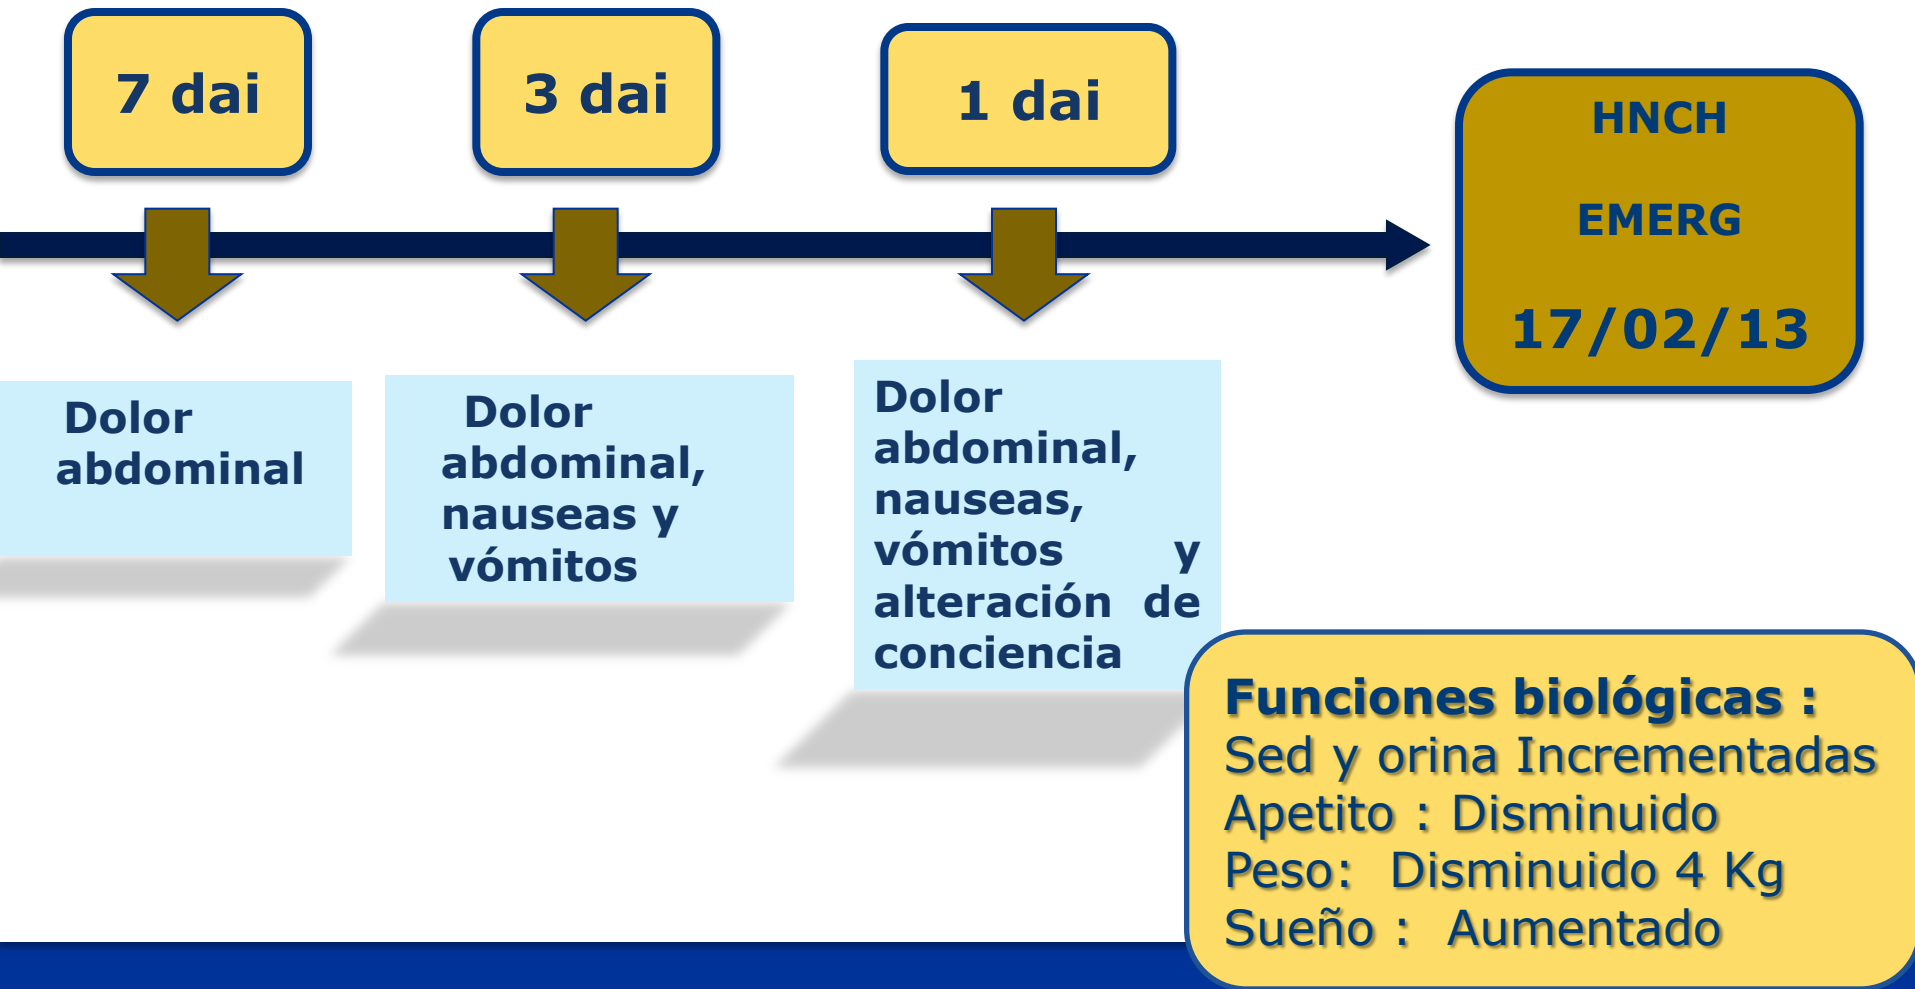 7 dai
3 dai
1 dai
HNCH
EMERG
17/02/13
Dolor
abdominal
Dolor
abdominal,
nauseas y
vómitos
Dolor
abdominal,
nauseas,
vómitos y
alteración de
conciencia
Funciones biológicas :
Sed y orina Incrementadas
Apetito : Disminuido
Peso: Disminuido 4 Kg
Sueño : Aumentado